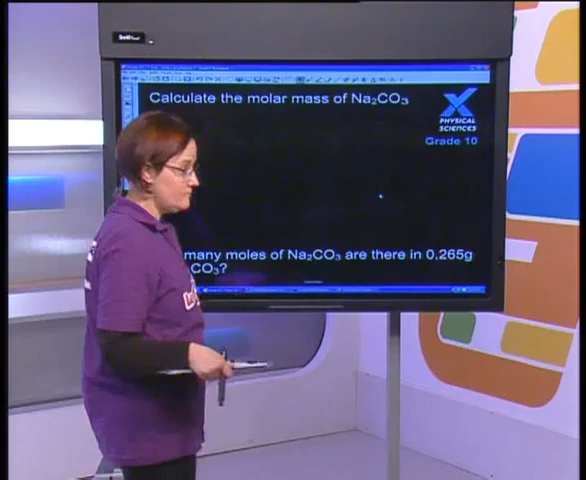 Calculate the molar mass of Na₂CO₃
X
PHYSICAL
SCIENCES
Grade 10
many moles of Na₂CO₃ are there in 0,265g
CO₃?